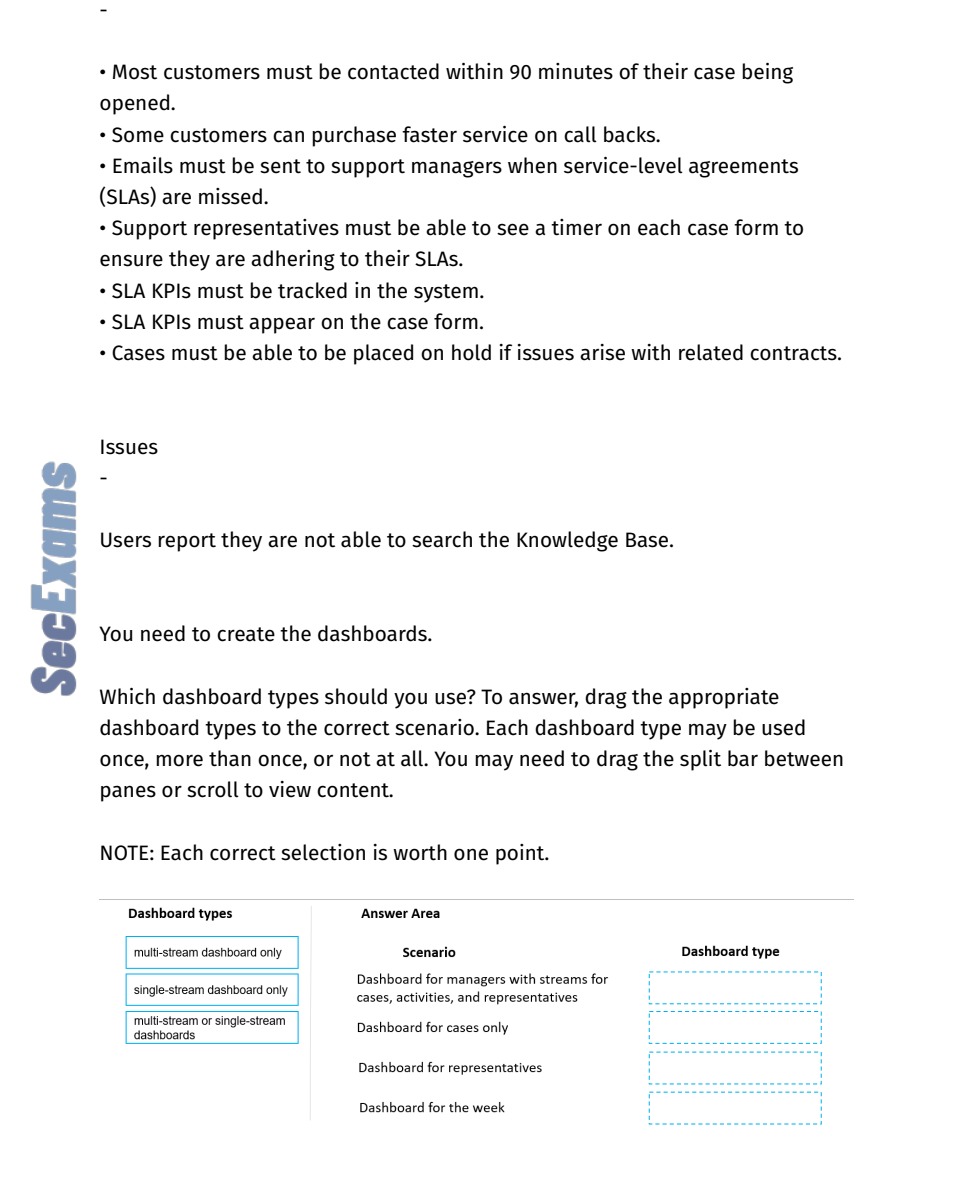 -
• Most customers must be contacted within 90 minutes of their case being
opened.
• Some customers can purchase faster service on call backs.
• Emails must be sent to support managers when service-level agreements
(SLAs) are missed.
• Support representatives must be able to see a timer on each case form to
ensure they are adhering to their SLAs.
• SLA KPIs must be tracked in the system.
• SLA KPIs must appear on the case form.
• Cases must be able to be placed on hold if issues arise with related contracts.
Issues
-
SecExams
Users report they are not able to search the Knowledge Base.
You need to create the dashboards.
Which dashboard types should you use? To answer, drag the appropriate
dashboard types to the correct scenario. Each dashboard type may be used
once, more than once, or not at all. You may need to drag the split bar between
panes or scroll to view content.
NOTE: Each correct selection is worth one point.
Dashboard types
multi-stream dashboard only
single-stream dashboard only
multi-stream or single-stream
dashboards
Answer Area
Scenario
Dashboard type
Dashboard for managers with streams for
cases, activities, and representatives
Dashboard for cases only
Dashboard for representatives
Dashboard for the week